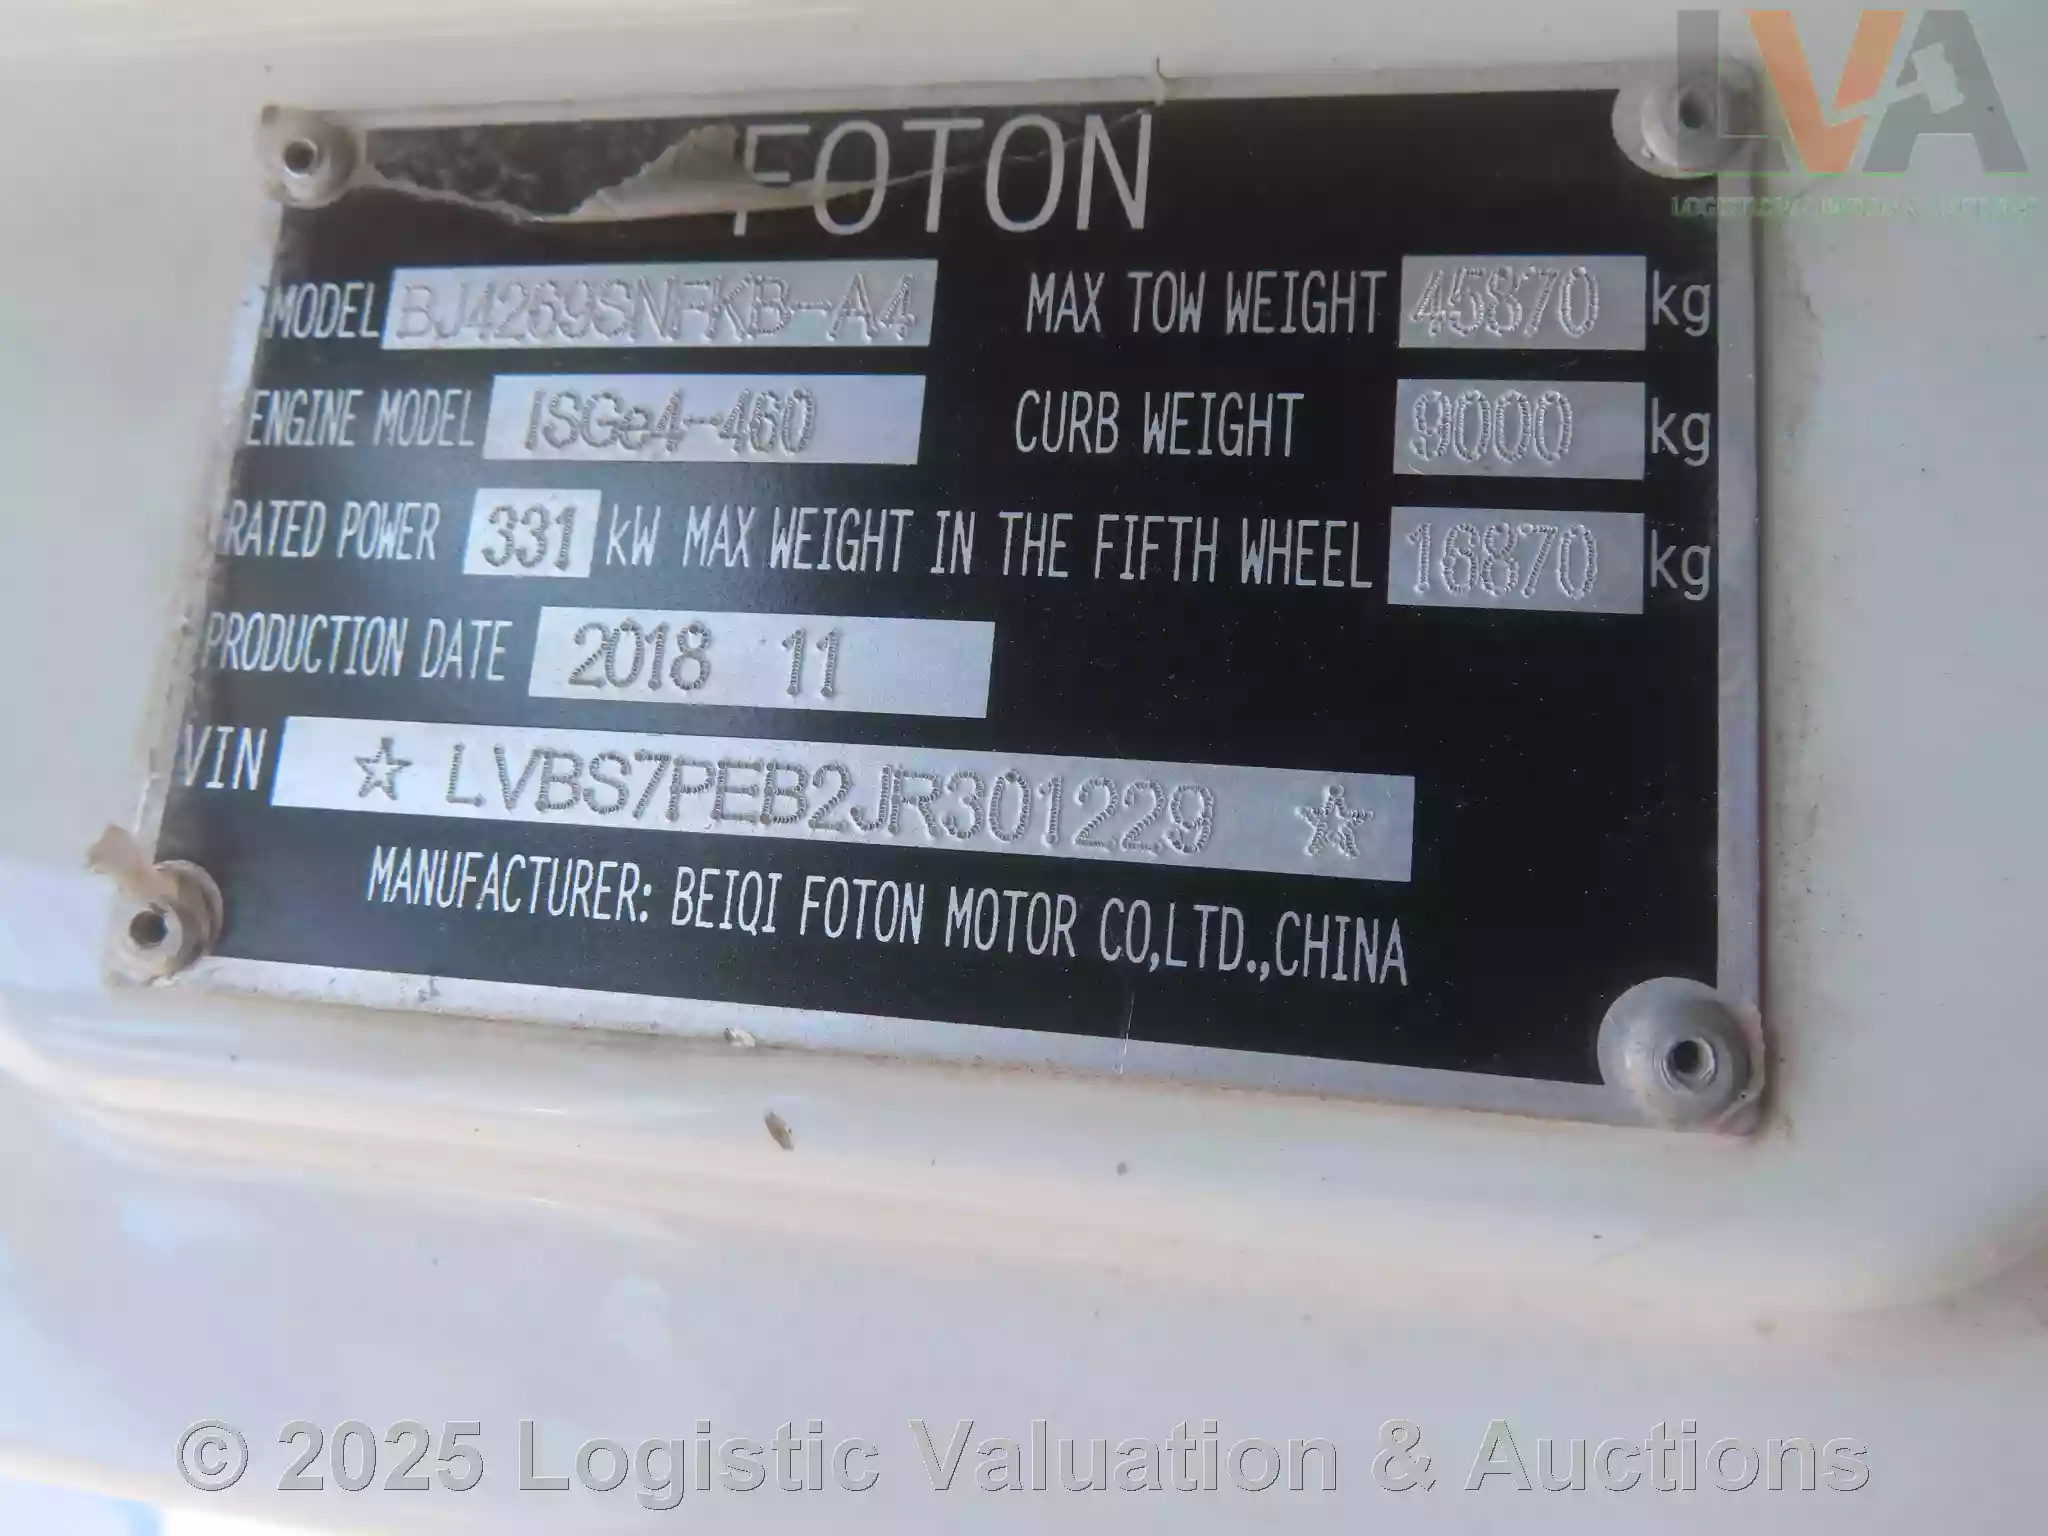 LVA
FOTON
MODEL BJ4269SNFKB-A4 MAX TOW WEIGHT 45870 kg
ENGINE MODEL ISGe4-460 CURB WEIGHT 9000 kg
RATED POWER 331 kW MAX WEIGHT IN THE FIFTH WHEEL 16870 kg
PRODUCTION DATE 2018 11
VIN ☆ LVBS7PEB2JR301229 ☆
MANUFACTURER: BEIQI FOTON MOTOR CO,LTD.,CHINA
© 2025 Logistic Valuation & Auctions